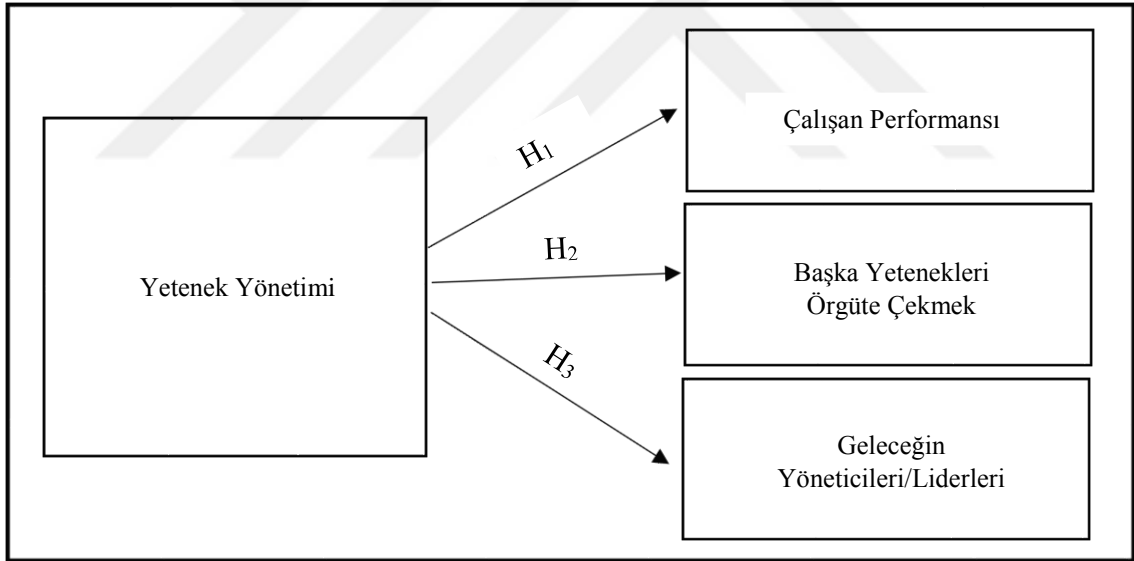 Yetenek Yönetimi
H₁
H₂
H₃
Çalışan Performansı
Başka Yetenekleri
Örgüte Çekmek
Geleceğin
Yöneticileri/Liderleri